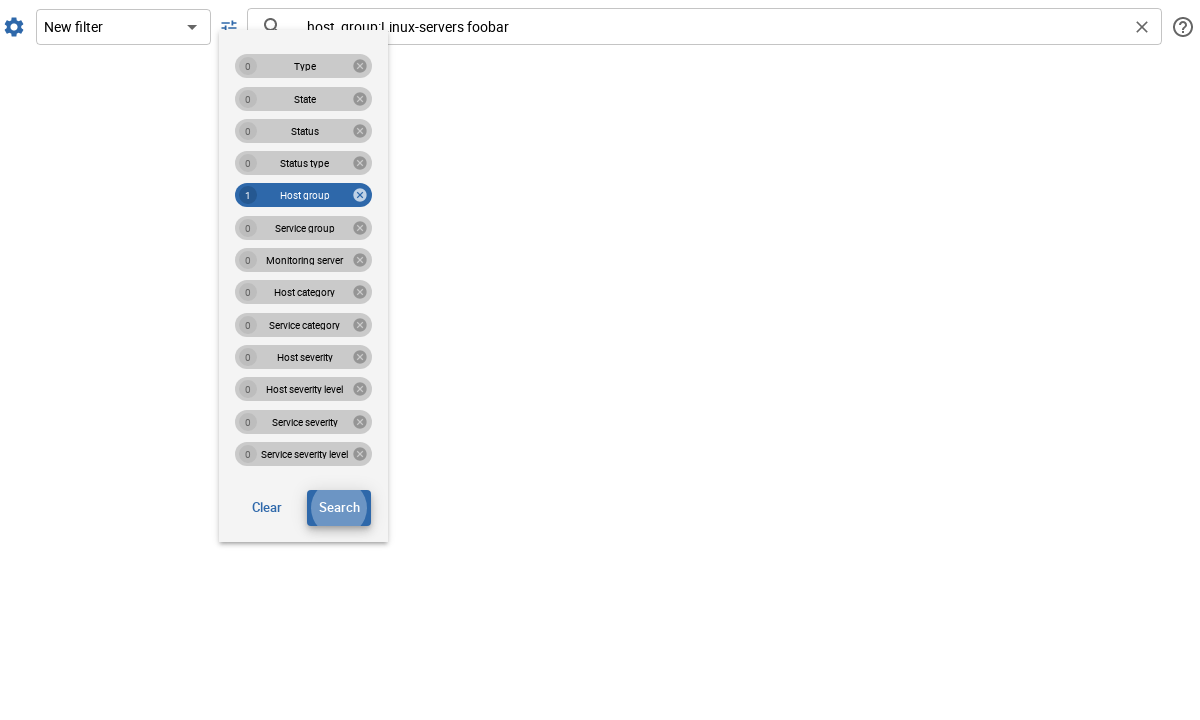 New filter
host_group:Linux-servers foobar
0 Type
0 State
0 Status
0 Status type
1 Host group
0 Service group
0 Monitoring server
0 Host category
0 Service category
0 Host severity
0 Host severity level
0 Service severity
0 Service severity level
Clear Search